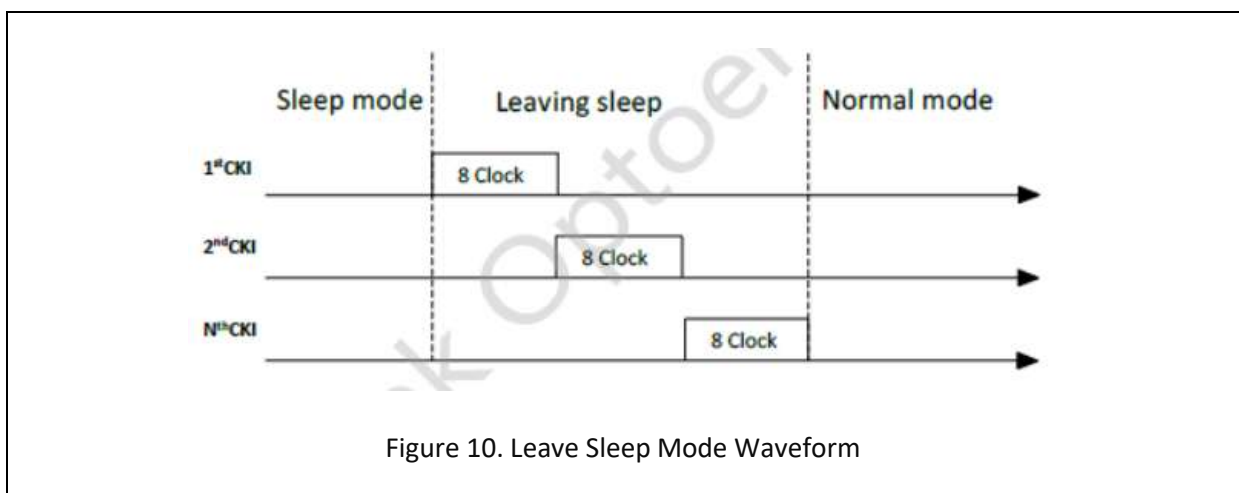 Sleep mode Leaving sleep Normal mode
1stCKI 8 Clock
2ndCKI 8 Clock
NthCKI 8 Clock
k Optoe
Figure 10. Leave Sleep Mode Waveform